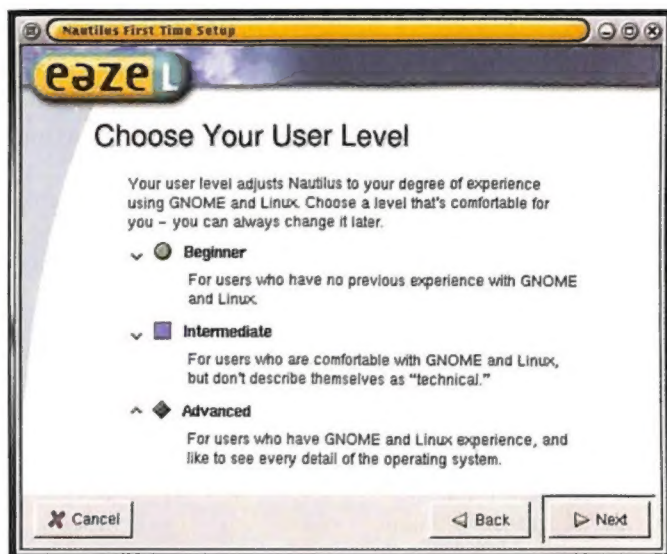 Nautilus First Time Setup
eazel
Choose Your User Level
Your user level adjusts Nautilus to your degree of experience
using GNOME and Linux. Choose a level that's comfortable for
you – you can always change it later.
Beginner
For users who have no previous experience with GNOME
and Linux.
Intermediate
For users who are comfortable with GNOME and Linux,
but don't describe themselves as "technical."
Advanced
For users who have GNOME and Linux experience, and
like to see every detail of the operating system.
Cancel
Back
Next